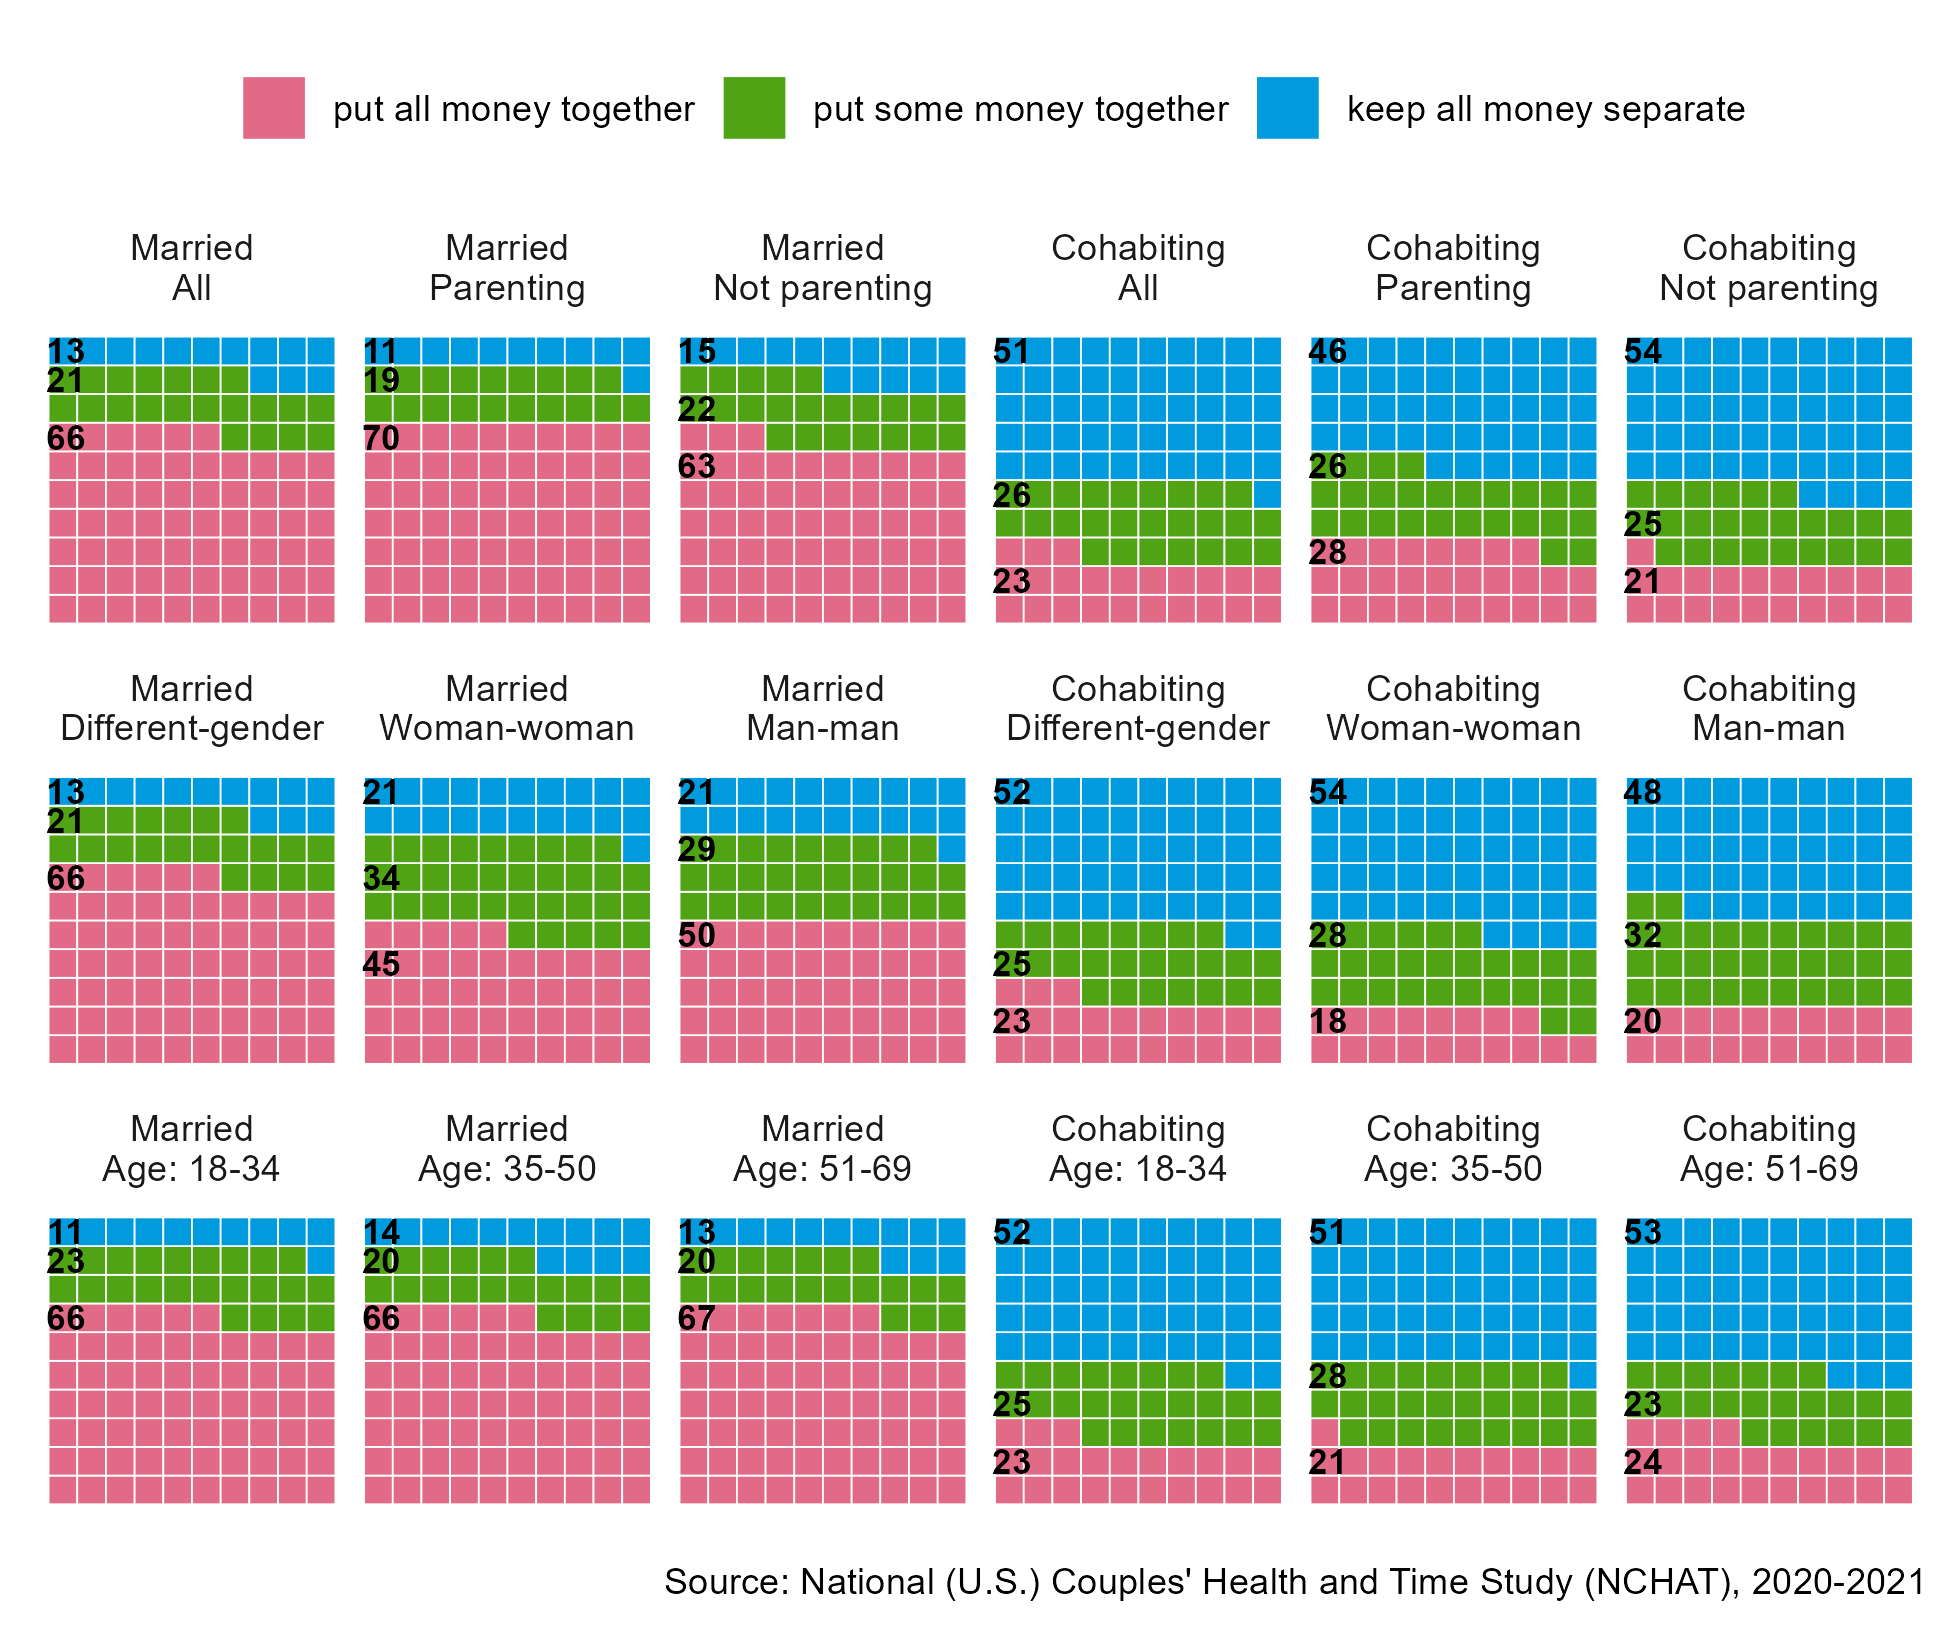 put all money together put some money together keep all money separate
Married Married Married Cohabiting Cohabiting Cohabiting
All Parenting Not parenting All Parenting Not parenting
13 11 15 51 46 54
21 19
22
66 70
63 26
26
25
28
23 21
Married Married Married Cohabiting Cohabiting Cohabiting
Different-gender Woman-woman Man-man Different-gender Woman-woman Man-man
13 21 21 52 54 48
21
29
66 34
50 28 32
45 25
23 18 20
Married Married Married Cohabiting Cohabiting Cohabiting
Age: 18-34 Age: 35-50 Age: 51-69 Age: 18-34 Age: 35-50 Age: 51-69
11 14 13 52 51 53
23 20 20
66 66 67
28
25 23
23 21 24
Source: National (U.S.) Couples' Health and Time Study (NCHAT), 2020-2021